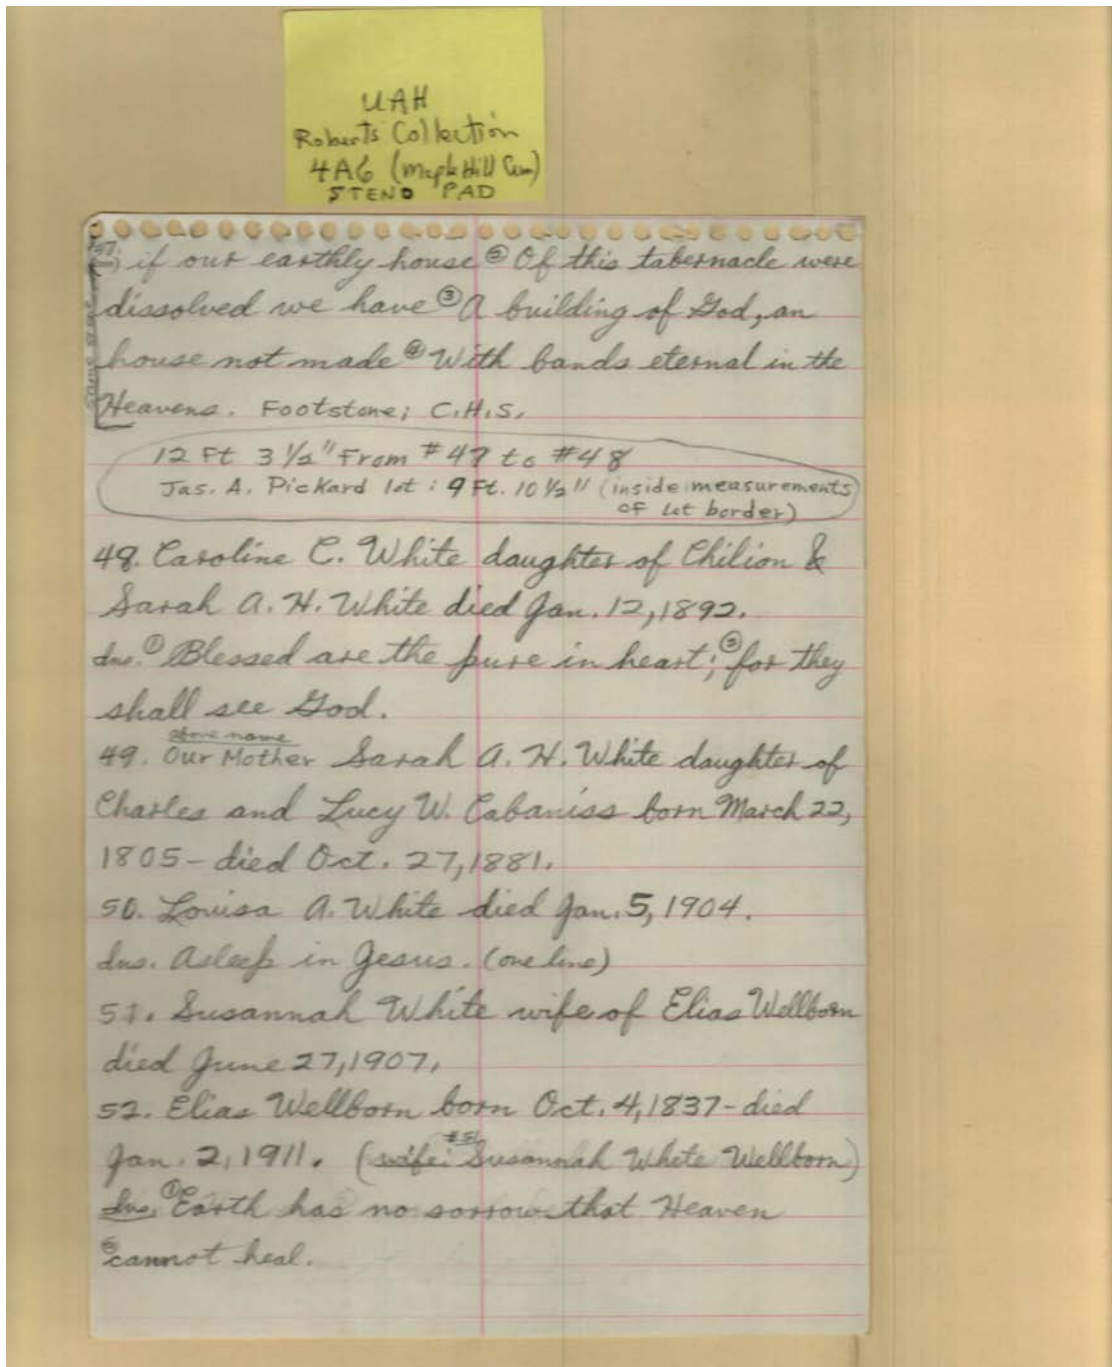 UAH
Roberts Collection
4A6 (Maple Hill Cem)
STENO PAD
if our earthly house ② Of this tabernacle were
dissolved we have ③ A building of God, an
house not made ④ With hands eternal in the
Heavens. Footstone; C.H.S.
12 Ft 3 1/2" From #47 to #48
Jas. A. Pickard lot: 9 Ft. 10 1/2" (inside measurements
of lot border)
48. Caroline C. White daughter of Chilion &
Sarah A. H. White died Jan. 12, 1892.
Ins. ① Blessed are the pure in heart; ② for they
shall see God.
above name
49. Our Mother Sarah A. H. White daughter of
Charles and Lucy W. Cabaniss born March 22,
1805 - died Oct. 27, 1881.
50. Louisa A. White died Jan. 5, 1904.
Ins. Asleep in Jesus. (one line)
51. Susannah White wife of Elias Wellborn
died June 27, 1907.
52. Elias Wellborn born Oct. 4, 1837 - died
#51
Jan. 2, 1911. (wife: Susannah White Wellborn)
Ins. ① Earth has no sorrow that Heaven
② cannot heal.